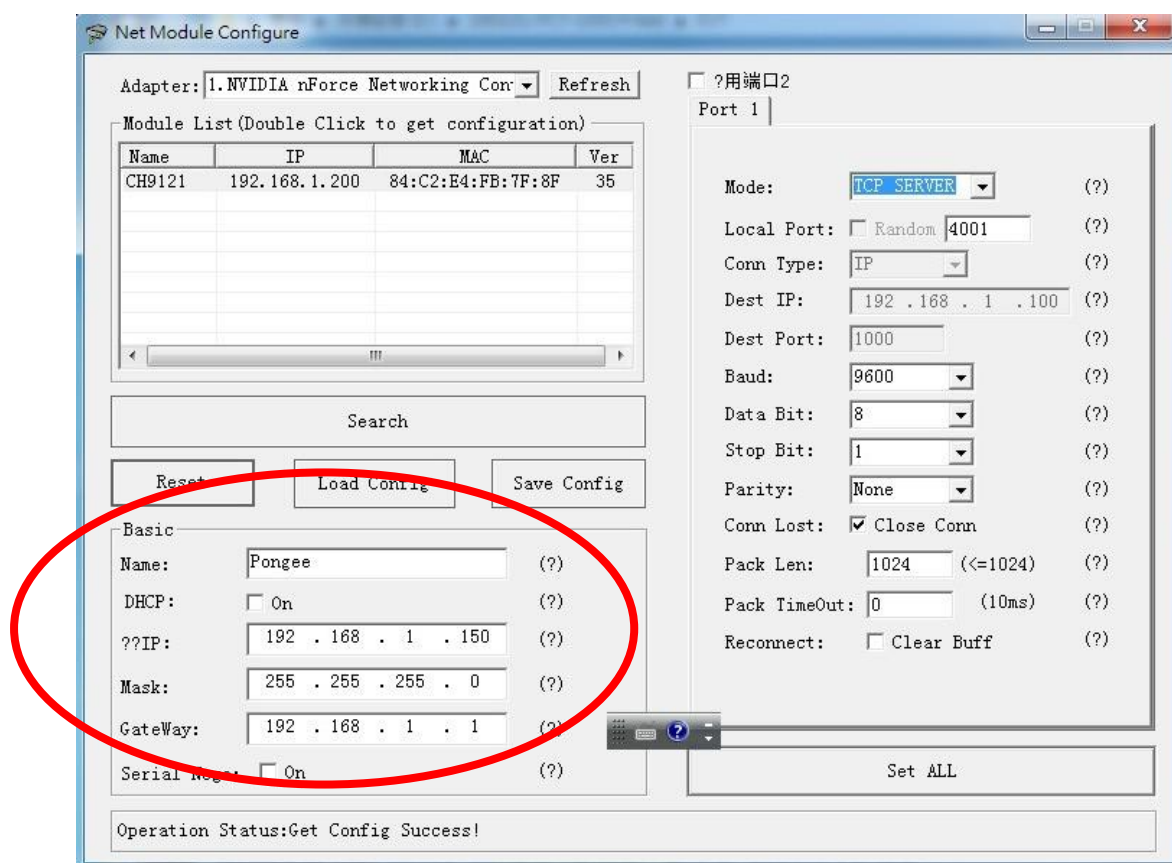 Net Module Configure
Adapter: 1.NVIDIA nForce Networking Con Refresh
Module List(Double Click to get configuration)
Name IP MAC Ver
CH9121 192.168.1.200 84:C2:E4:FB:7F:8F 35
Search
Reset Load Config Save Config
Basic
Name: Pongee (?)
DHCP: On (?)
??IP: 192 . 168 . 1 . 150 (?)
Mask: 255 . 255 . 255 . 0 (?)
GateWay: 192 . 168 . 1 . 1 (?)
Serial Nego: On (?)
?用端口2
Port 1
Mode: TCP SERVER (?)
Local Port: Random 4001 (?)
Conn Type: IP (?)
Dest IP: 192 . 168 . 1 . 100 (?)
Dest Port: 1000 (?)
Baud: 9600 (?)
Data Bit: 8 (?)
Stop Bit: 1 (?)
Parity: None (?)
Conn Lost: Close Conn (?)
Pack Len: 1024 (<=1024) (?)
Pack TimeOut: 0 (10ms) (?)
Reconnect: Clear Buff (?)
Set ALL
Operation Status:Get Config Success!